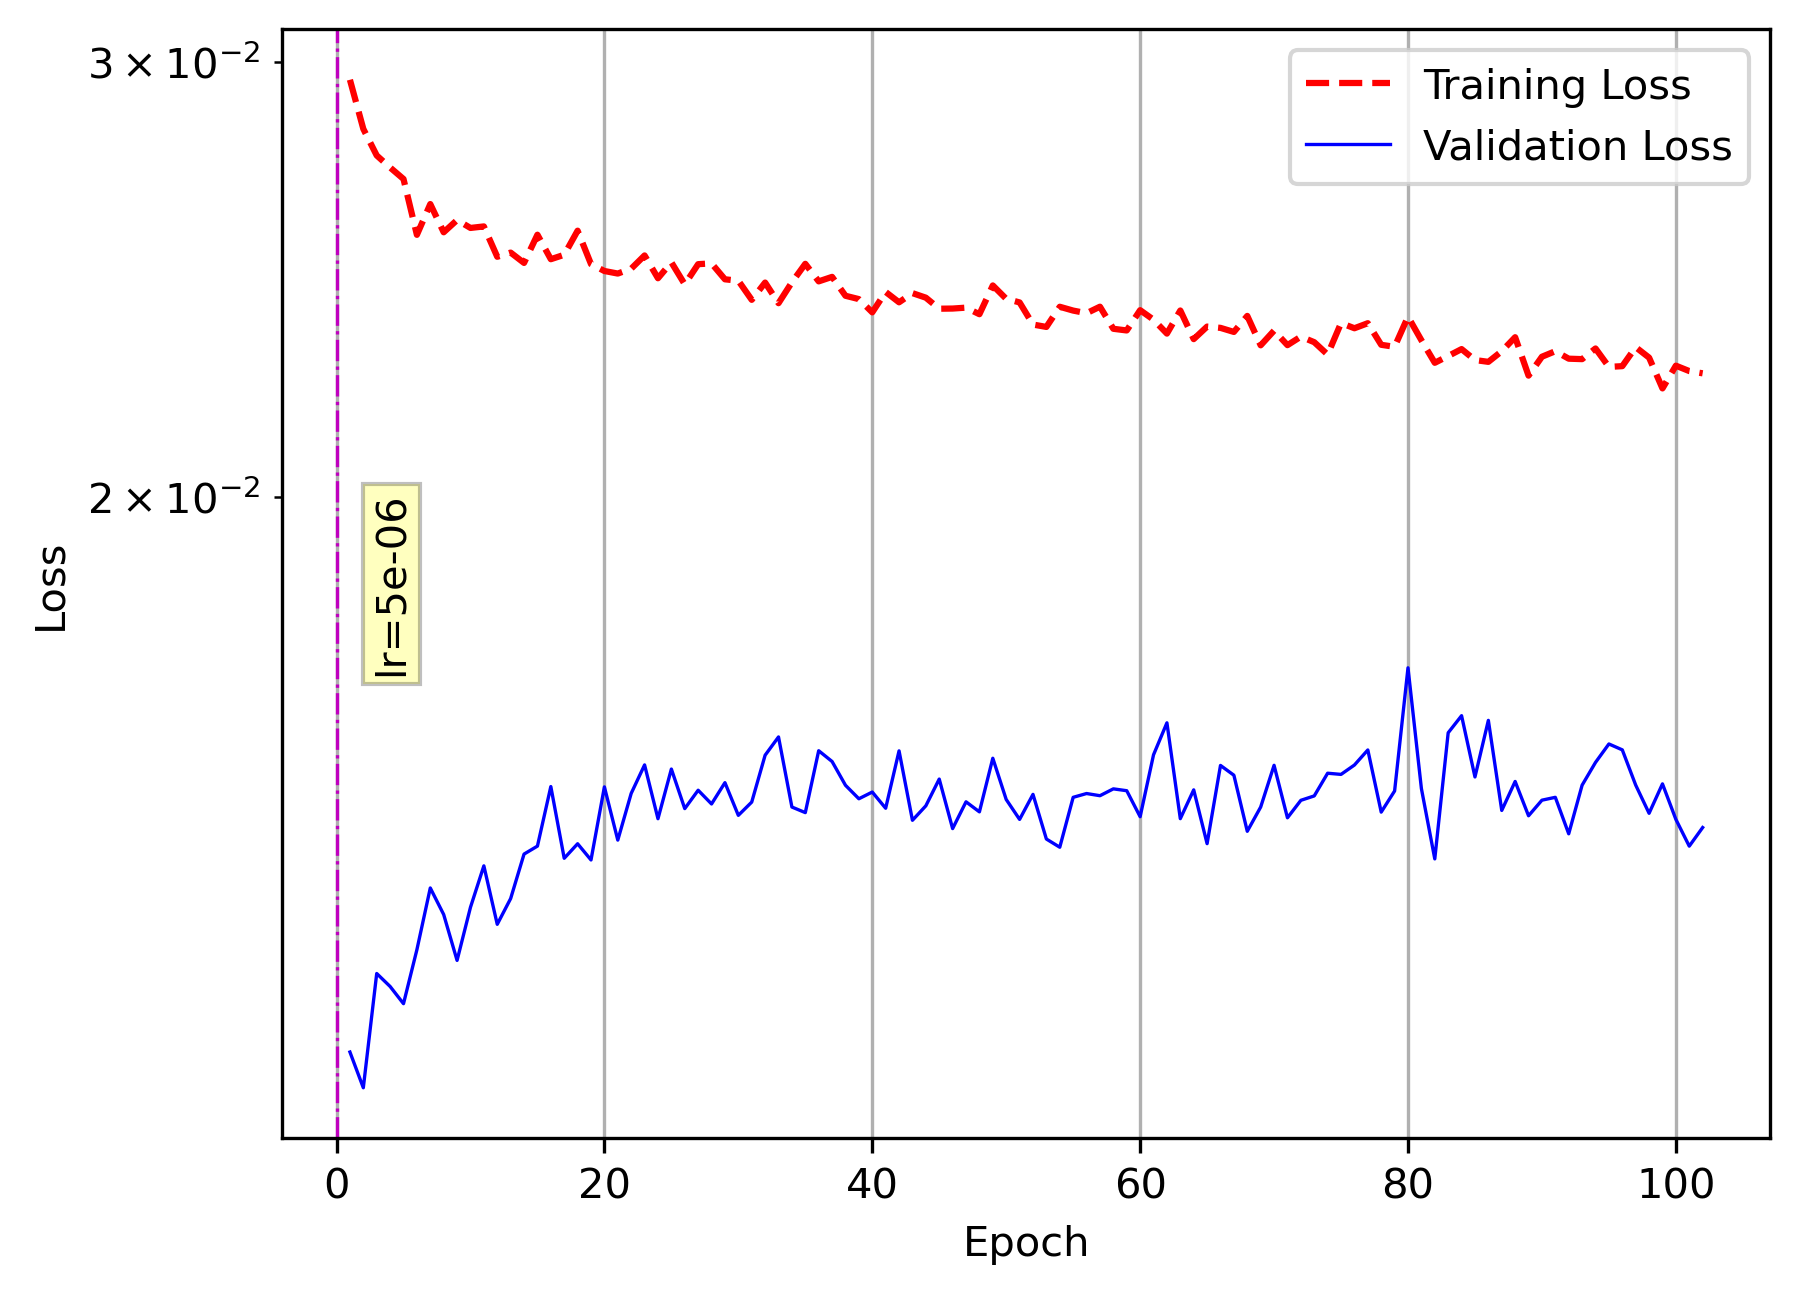 3 × 10⁻²
2 × 10⁻²
Loss
lr=5e-06
Training Loss
Validation Loss
0 20 40 60 80 100
Epoch